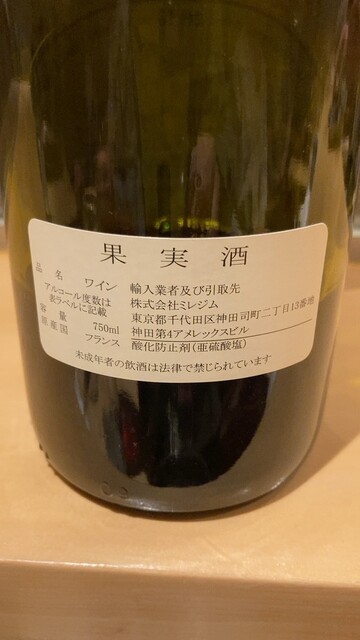 果実酒
品名 ワイン
アルコール度数は
表ラベルに記載
容量 750ml
原産国 フランス
輸入業者及び引取先
株式会社ミレジム
東京都千代田区神田司町二丁目13番地
神田第4アメレックスビル
酸化防止剤(亜硫酸塩)
未成年者の飲酒は法律で禁じられています